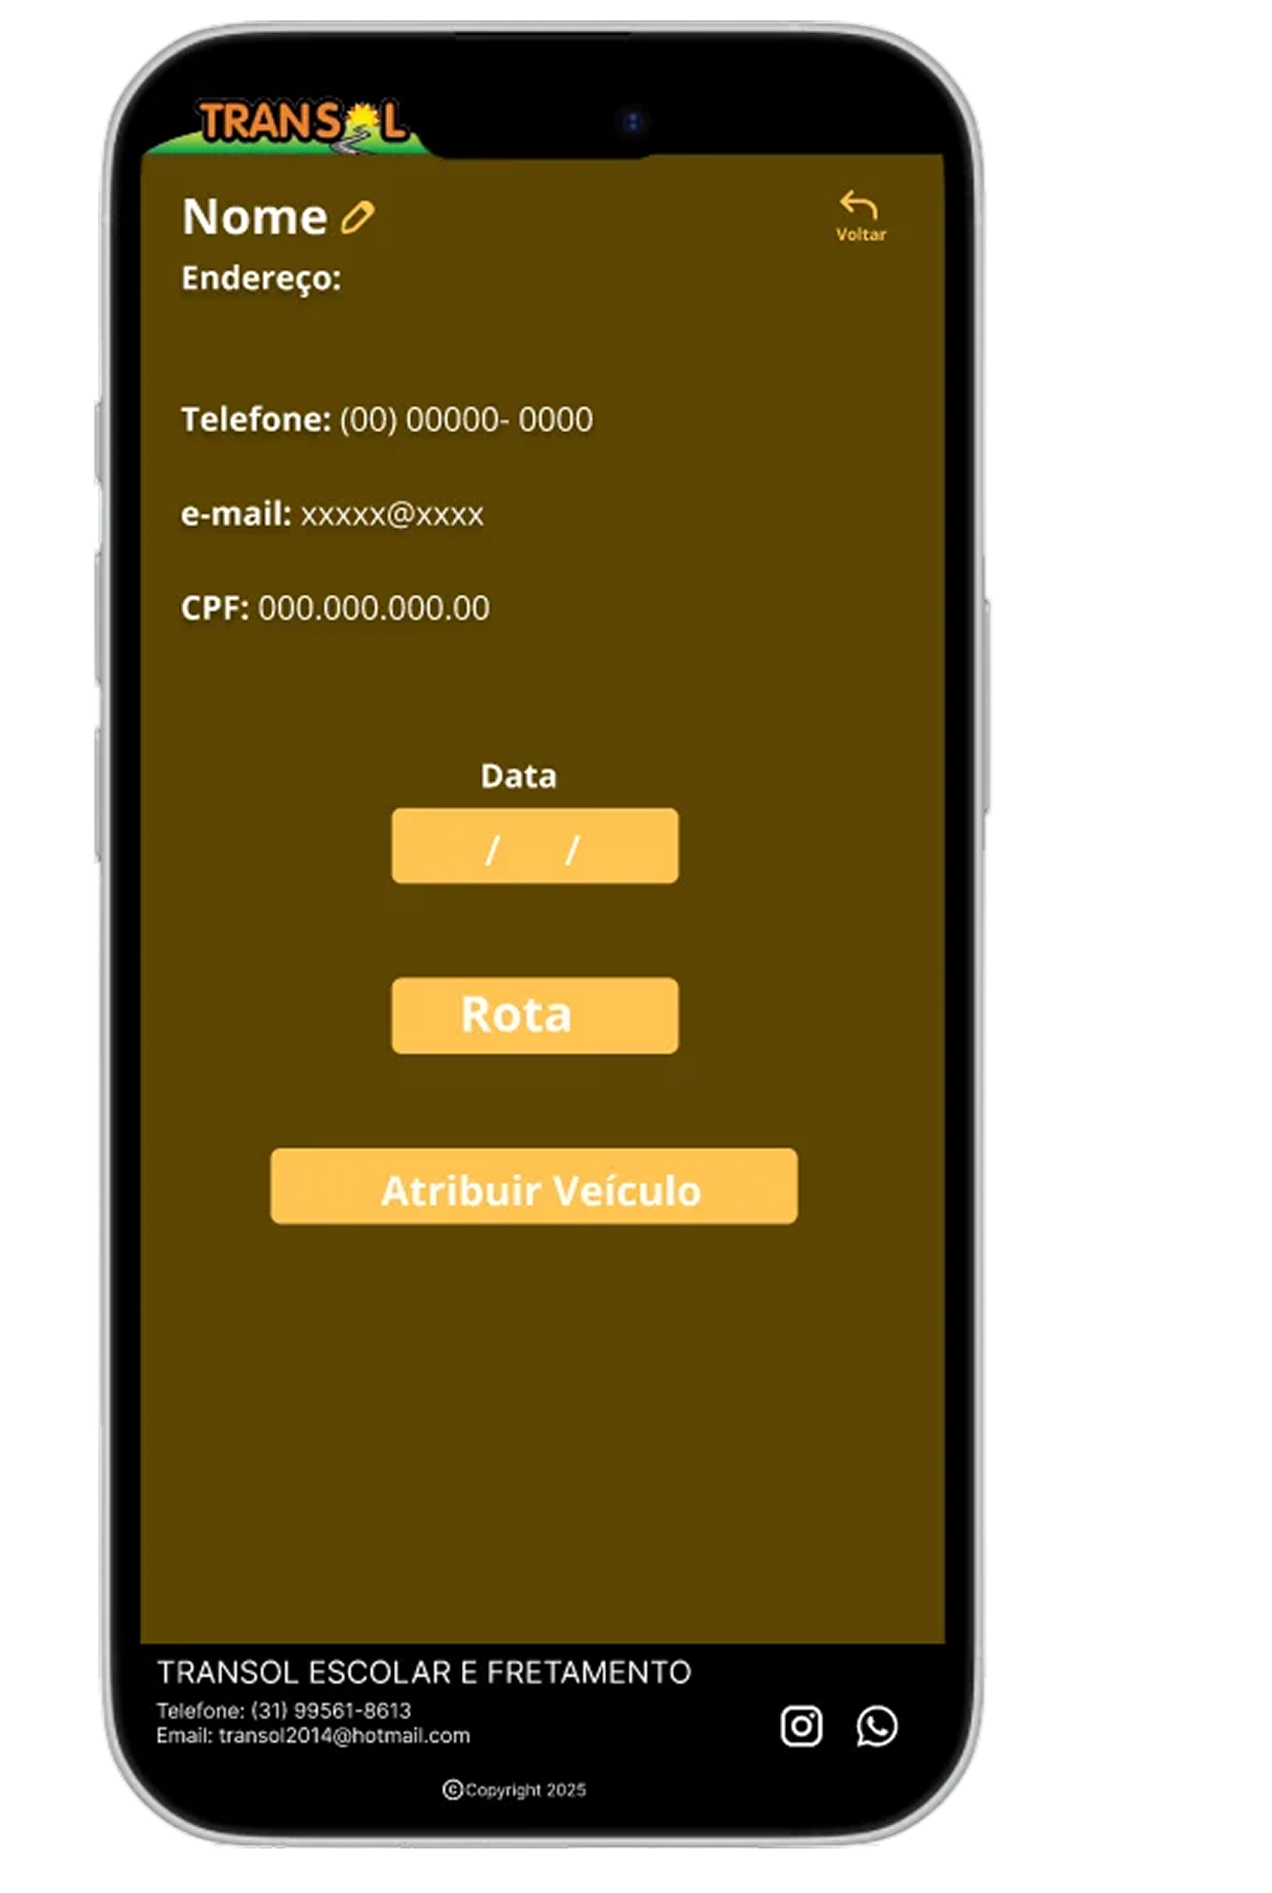 TRANSOL
Nome
Voltar
Endereço:
Telefone: (00) 00000- 0000
e-mail: xxxxx@xxxx
CPF: 000.000.000.00
Data
/ /
Rota
Atribuir Veículo
TRANSOL ESCOLAR E FRETAMENTO
Telefone: (31) 99561-8613
Email: transol2014@hotmail.com
©Copyright 2025